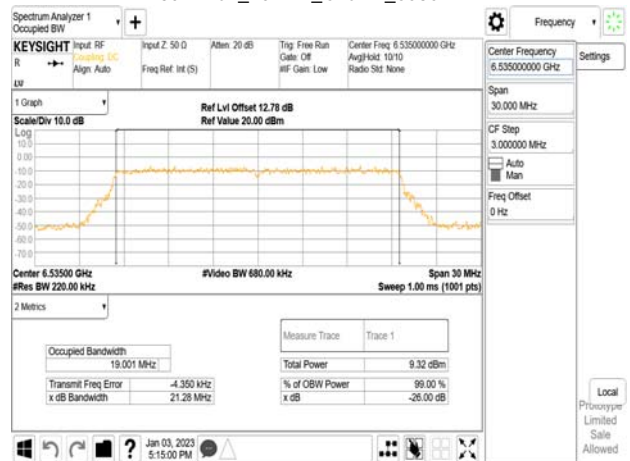 Spectrum Analyzer 1
Occupied BW
Frequency
KEYSIGHT
Input: RF
Coupling: DC
Align: Auto
Input Z: 50 Ω
Freq Ref: Int (S)
Atten: 20 dB
Trig: Free Run
Gate: Off
#IF Gain: Low
Center Freq: 6.535000000 GHz
Avg|Hold: 10/10
Radio Std: None
R
LVI
Center Frequency
6.535000000 GHz
Settings
Span
30.000 MHz
CF Step
3.000000 MHz
Auto
Man
Freq Offset
0 Hz
1 Graph
Scale/Div 10.0 dB
Ref Lvl Offset 12.78 dB
Ref Value 20.00 dBm
Log
10.0
0.00
-10.0
-20.0
-30.0
-40.0
-50.0
-60.0
-70.0
Center 6.53500 GHz
#Video BW 680.00 kHz
Span 30 MHz
#Res BW 220.00 kHz
Sweep 1.00 ms (1001 pts)
2 Metrics
Measure Trace
Trace 1
Occupied Bandwidth
19.001 MHz
Total Power
9.32 dBm
Transmit Freq Error
-4.350 kHz
% of OBW Power
99.00 %
x dB Bandwidth
21.28 MHz
x dB
-26.00 dB
Local
Prototype
Limited
Sale
Allowed
Jan 03, 2023
5:15:00 PM